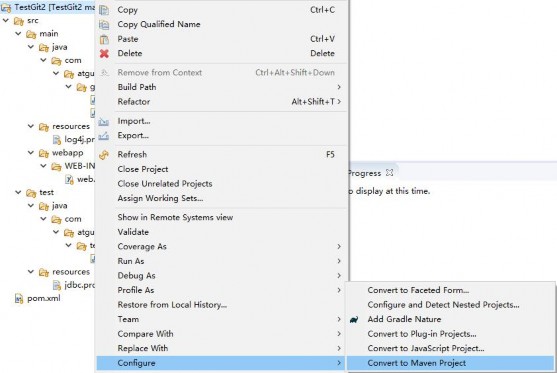 TestGit2 [TestGit2 ma
src
main
java
com
atgu
g
resources
log4j.pr
webapp
WEB-IN
web.
test
java
com
atgu
te
resources
jdbc.pro
pom.xml
Copy Ctrl+C
Copy Qualified Name
Paste Ctrl+V
Delete Delete
Remove from Context Ctrl+Alt+Shift+Down
Build Path
Refactor Alt+Shift+T
Import...
Export...
Refresh F5
Close Project
Close Unrelated Projects
Assign Working Sets...
Show in Remote Systems view
Validate
Coverage As
Run As
Debug As
Profile As
Restore from Local History...
Team
Compare With
Replace With
Configure
Progress
o display at this time.
Convert to Faceted Form...
Configure and Detect Nested Projects...
Add Gradle Nature
Convert to Plug-in Projects...
Convert to JavaScript Project...
Convert to Maven Project